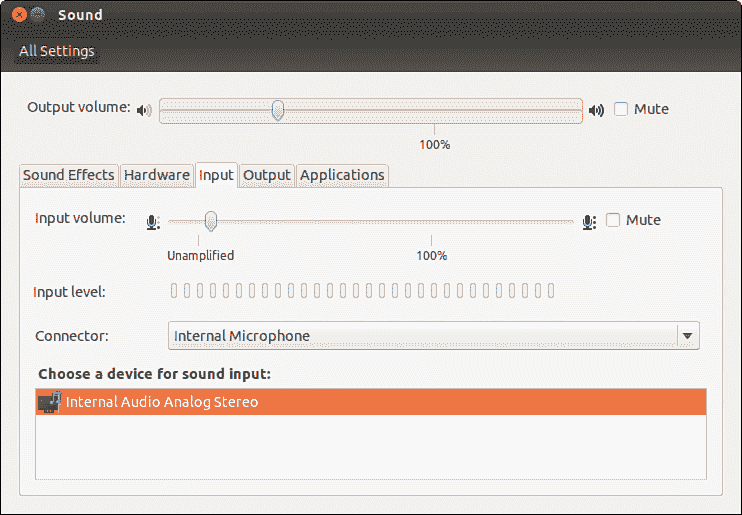 Sound
All Settings
Output volume: Mute
100%
Sound Effects Hardware Input Output Applications
Input volume: Mute
Unamplified 100%
Input level:
Connector: Internal Microphone
Choose a device for sound input:
Internal Audio Analog Stereo